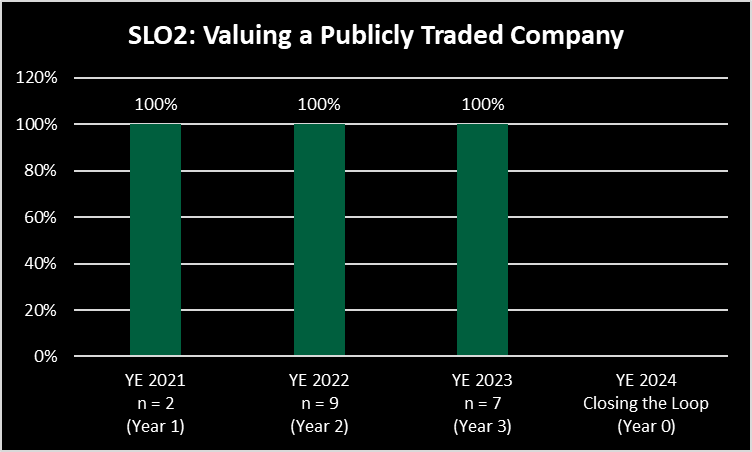 SLO2: Valuing a Publicly Traded Company
120%
100%
80%
60%
40%
20%
0%
100%
100%
100%
YE 2021
n = 2
(Year 1)
YE 2022
n = 9
(Year 2)
YE 2023
n = 7
(Year 3)
YE 2024
Closing the Loop
(Year 0)